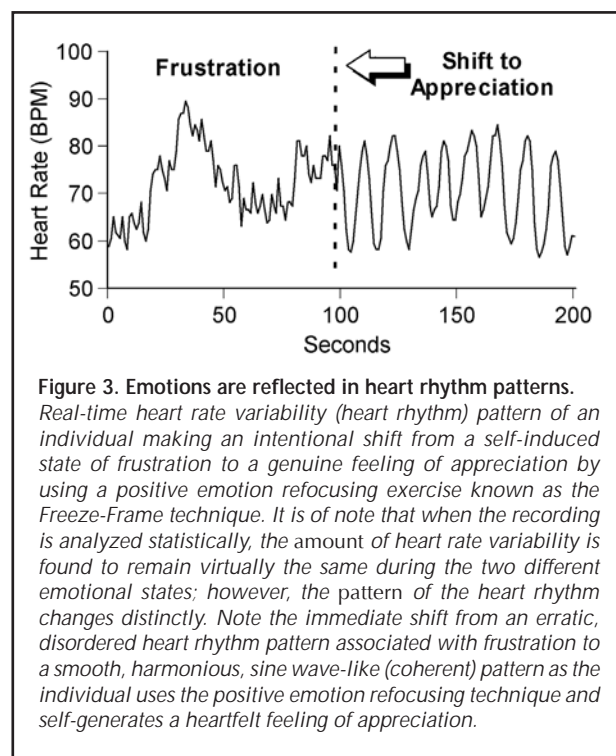 100
90
80
70
60
50
Heart Rate (BPM)
Frustration
Shift to
Appreciation
0
50
100
150
200
Seconds
Figure 3. Emotions are reflected in heart rhythm patterns.
Real-time heart rate variability (heart rhythm) pattern of an
individual making an intentional shift from a self-induced
state of frustration to a genuine feeling of appreciation by
using a positive emotion refocusing exercise known as the
Freeze-Frame technique. It is of note that when the recording
is analyzed statistically, the amount of heart rate variability is
found to remain virtually the same during the two different
emotional states; however, the pattern of the heart rhythm
changes distinctly. Note the immediate shift from an erratic,
disordered heart rhythm pattern associated with frustration to
a smooth, harmonious, sine wave-like (coherent) pattern as the
individual uses the positive emotion refocusing technique and
self-generates a heartfelt feeling of appreciation.